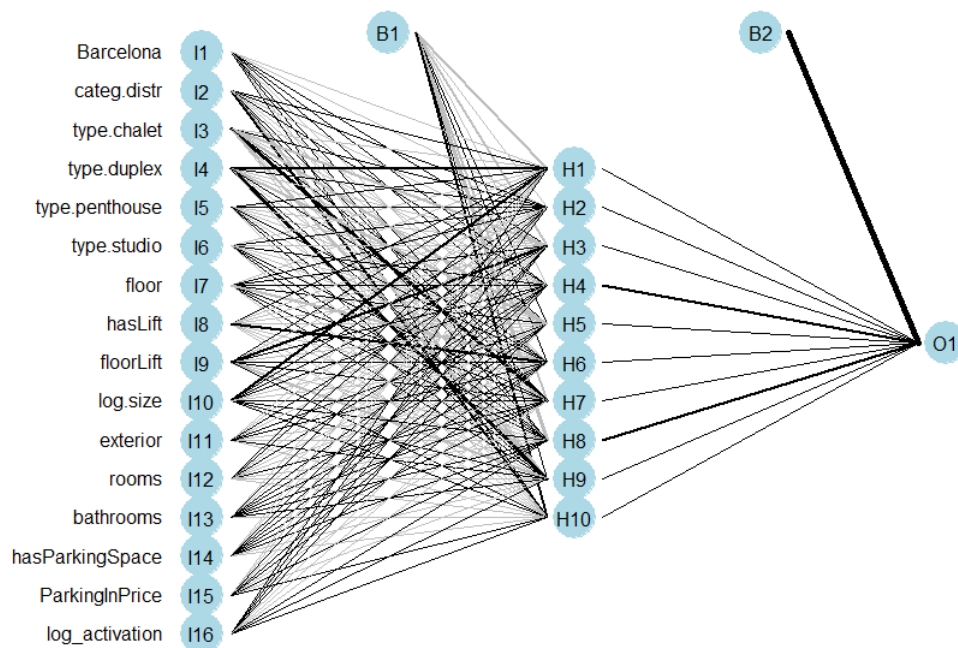 B1
B2
Barcelona I1
categ.distr I2
type.chalet I3
type.duplex I4 H1
type.penthouse I5 H2
type.studio I6 H3
floor I7 H4
hasLift I8 H5
O1
floorLift I9 H6
log.size I10 H7
exterior I11 H8
rooms I12 H9
bathrooms I13 H10
hasParkingSpace I14
ParkingInPrice I15
log_activation I16